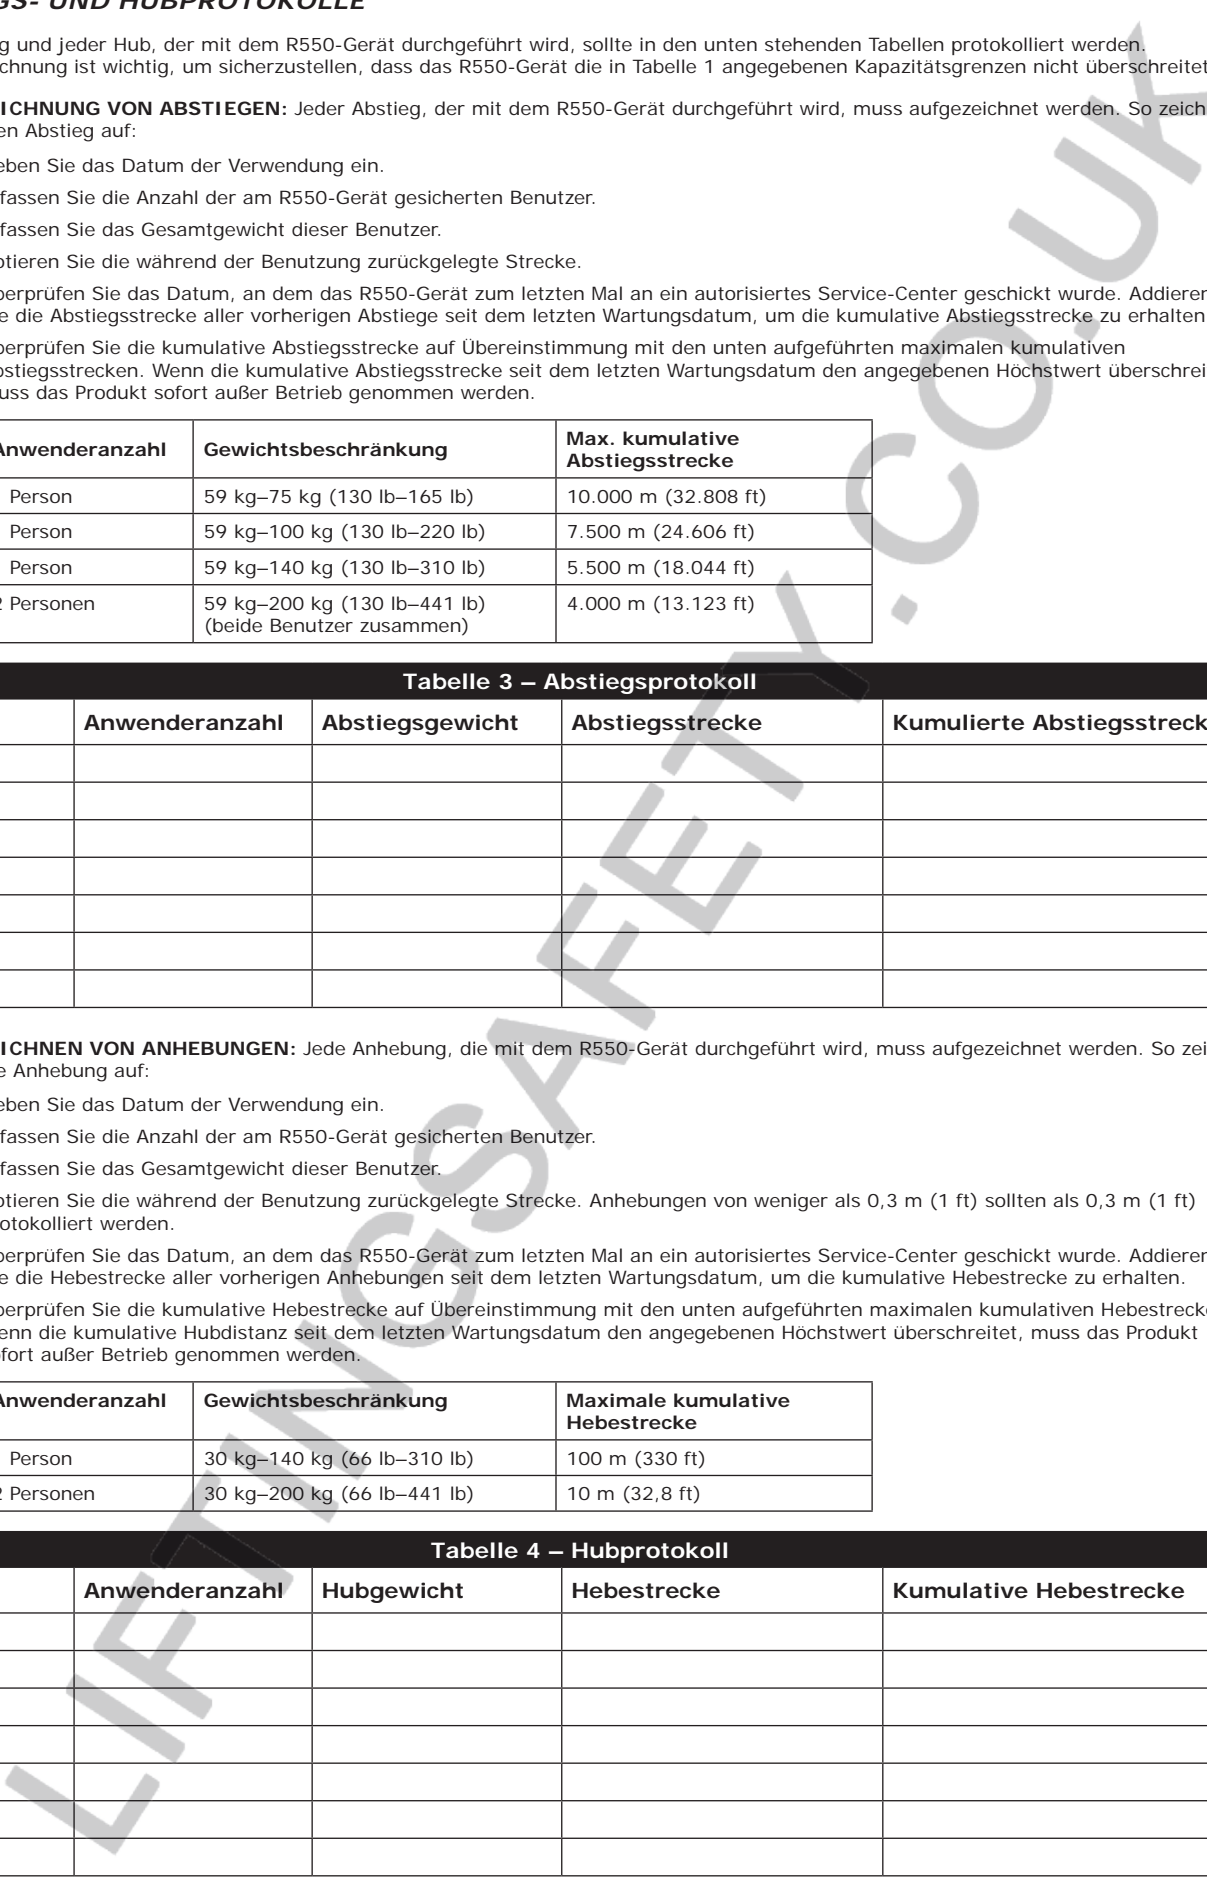 GS- UND HUBPROTOKOLLE
g und jeder Hub, der mit dem R550-Gerät durchgeführt wird, sollte in den unten stehenden Tabellen protokolliert werden.
chnung ist wichtig, um sicherzustellen, dass das R550-Gerät die in Tabelle 1 angegebenen Kapazitätsgrenzen nicht überschreitet
ICHNUNG VON ABSTIEGEN: Jeder Abstieg, der mit dem R550-Gerät durchgeführt wird, muss aufgezeichnet werden. So zeich
en Abstieg auf:
eben Sie das Datum der Verwendung ein.
fassen Sie die Anzahl der am R550-Gerät gesicherten Benutzer.
fassen Sie das Gesamtgewicht dieser Benutzer.
otieren Sie die während der Benutzung zurückgelegte Strecke.
berprüfen Sie das Datum, an dem das R550-Gerät zum letzten Mal an ein autorisiertes Service-Center geschickt wurde. Addieren
e die Abstiegsstrecke aller vorherigen Abstiege seit dem letzten Wartungsdatum, um die kumulative Abstiegsstrecke zu erhalten
berprüfen Sie die kumulative Abstiegsstrecke auf Übereinstimmung mit den unten aufgeführten maximalen kumulativen
bstiegsstrecken. Wenn die kumulative Abstiegsstrecke seit dem letzten Wartungsdatum den angegebenen Höchstwert überschrei
uss das Produkt sofort außer Betrieb genommen werden.
Anwenderanzahl Gewichtsbeschränkung Max. kumulative
Abstiegsstrecke
Person 59 kg–75 kg (130 lb–165 lb) 10.000 m (32.808 ft)
Person 59 kg–100 kg (130 lb–220 lb) 7.500 m (24.606 ft)
Person 59 kg–140 kg (130 lb–310 lb) 5.500 m (18.044 ft)
2 Personen 59 kg–200 kg (130 lb–441 lb) 4.000 m (13.123 ft)
(beide Benutzer zusammen)
Tabelle 3 – Abstiegsprotokoll
Anwenderanzahl Abstiegsgewicht Abstiegsstrecke Kumulierte Abstiegsstreck
ICHNEN VON ANHEBUNGEN: Jede Anhebung, die mit dem R550-Gerät durchgeführt wird, muss aufgezeichnet werden. So zei
e Anhebung auf:
eben Sie das Datum der Verwendung ein.
fassen Sie die Anzahl der am R550-Gerät gesicherten Benutzer.
fassen Sie das Gesamtgewicht dieser Benutzer.
otieren Sie die während der Benutzung zurückgelegte Strecke. Anhebungen von weniger als 0,3 m (1 ft) sollten als 0,3 m (1 ft)
otokolliert werden.
berprüfen Sie das Datum, an dem das R550-Gerät zum letzten Mal an ein autorisiertes Service-Center geschickt wurde. Addieren
e die Hebestrecke aller vorherigen Anhebungen seit dem letzten Wartungsdatum, um die kumulative Hebestrecke zu erhalten.
berprüfen Sie die kumulative Hebestrecke auf Übereinstimmung mit den unten aufgeführten maximalen kumulativen Hebestrecke
enn die kumulative Hubdistanz seit dem letzten Wartungsdatum den angegebenen Höchstwert überschreitet, muss das Produkt
ofort außer Betrieb genommen werden.
Anwenderanzahl Gewichtsbeschränkung Maximale kumulative
Hebestrecke
Person 30 kg–140 kg (66 lb–310 lb) 100 m (330 ft)
2 Personen 30 kg–200 kg (66 lb–441 lb) 10 m (32,8 ft)
Tabelle 4 – Hubprotokoll
Anwenderanzahl Hubgewicht Hebestrecke Kumulative Hebestrecke
LIFTINGSAFETY.CO.UK